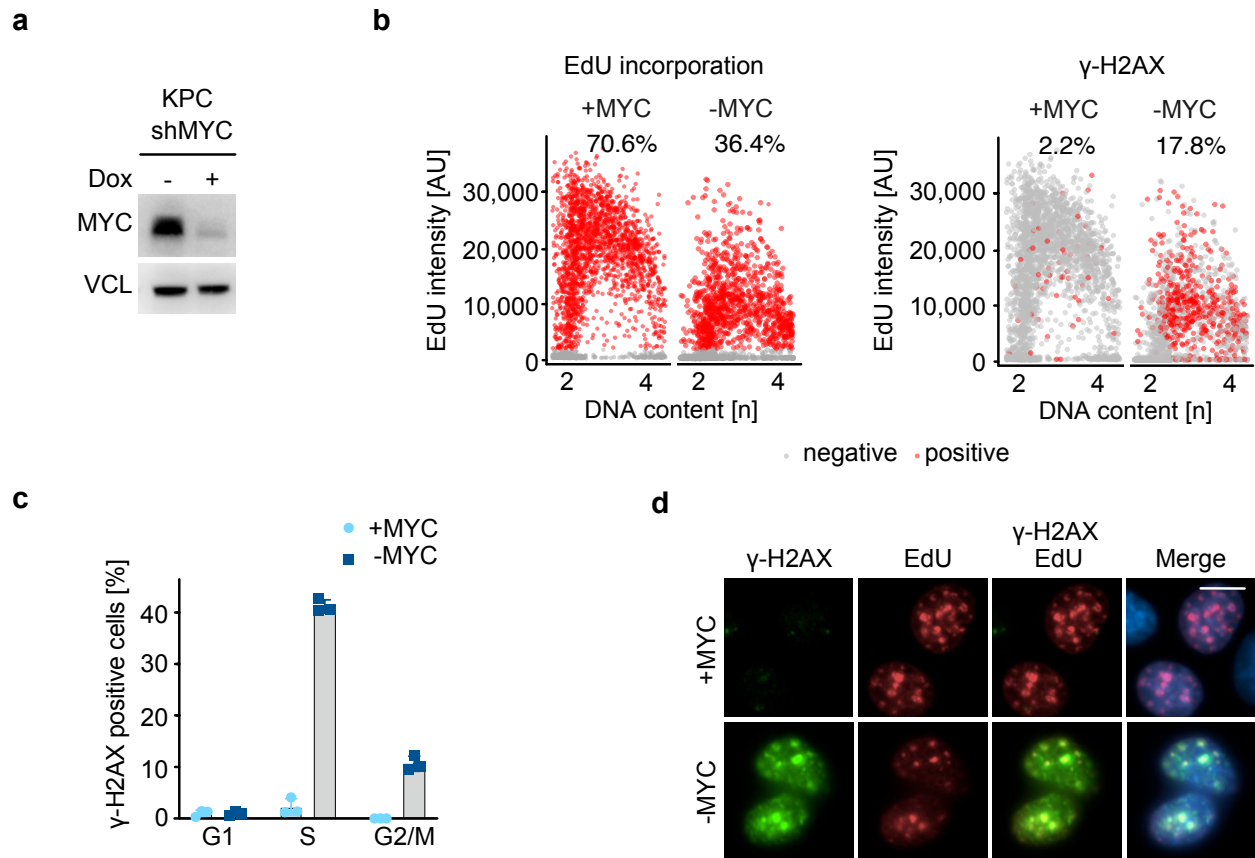 a
KPC
shMYC
Dox - +
MYC
VCL
b
EdU incorporation
+MYC -MYC
70.6% 36.4%
EdU intensity [AU]
30,000
20,000
10,000
0
2 4 2 4
DNA content [n]
γ-H2AX
+MYC -MYC
2.2% 17.8%
EdU intensity [AU]
30,000
20,000
10,000
0
2 4 2 4
DNA content [n]
negative positive
c
+MYC
-MYC
γ-H2AX positive cells [%]
40
40
10
0
G1 S G2/M
d
γ-H2AX EdU γ-H2AX EdU Merge
+MYC
-MYC